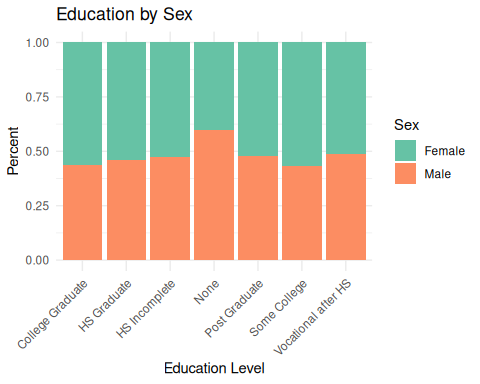 Education by Sex
1.00
0.75
0.50
0.25
0.00
Percent
College Graduate
HS Graduate
HS Incomplete
None
Post Graduate
Some College
Vocational after HS
Education Level
Sex
Female
Male